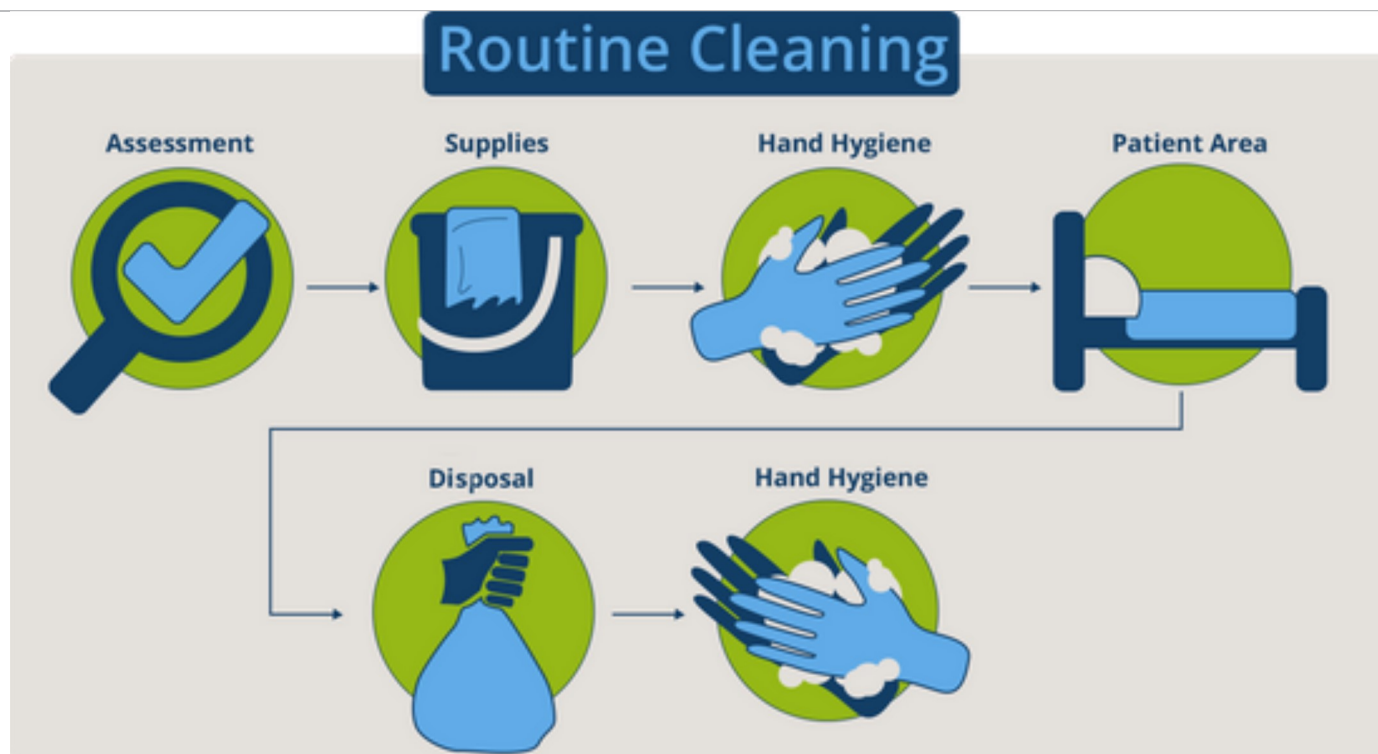 Routine Cleaning
Assessment
Supplies
Hand Hygiene
Patient Area
Disposal
Hand Hygiene